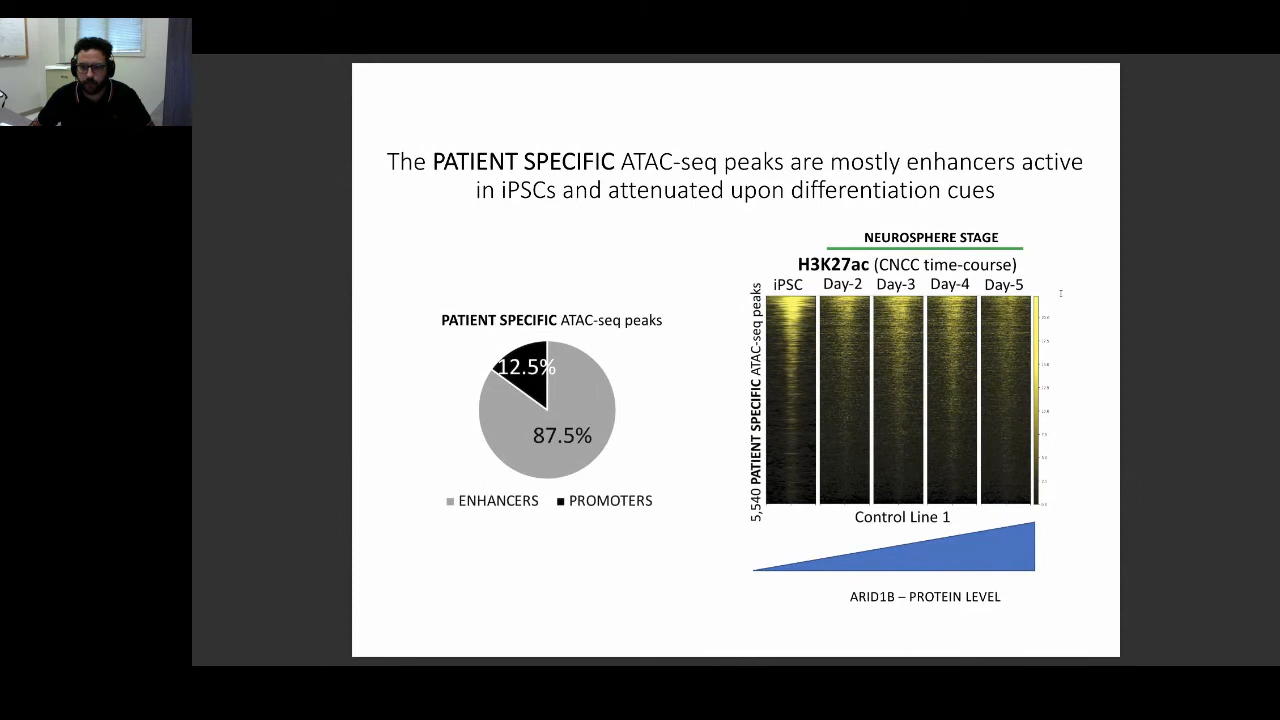 The PATIENT SPECIFIC ATAC-seq peaks are mostly enhancers active
in iPSCs and attenuated upon differentiation cues
NEUROSPHERE STAGE
H3K27ac (CNCC time-course)
iPSC Day-2 Day-3 Day-4 Day-5
5,540 PATIENT SPECIFIC ATAC-seq peaks
PATIENT SPECIFIC ATAC-seq peaks
12.5%
87.5%
ENHANCERS PROMOTERS
Control Line 1
ARID1B – PROTEIN LEVEL